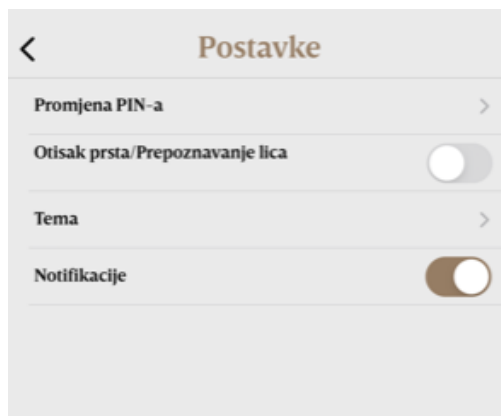 Postavke
Promjena PIN-a
Otisak prsta/Prepoznavanje lica
Tema
Notifikacije